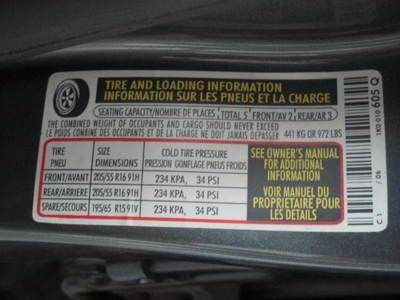 TIRE AND LOADING INFORMATION
INFORMATION SUR LES PNEUS ET LA CHARGE
SEATING CAPACITY/NOMBRE DE PLACES, TOTAL 5 FRONT/AV 2 REAR/AR 3
THE COMBINED WEIGHT OF OCCUPANTS AND CARGO SHOULD NEVER EXCEED
LE POIDS COMBINE DES OCCUPANTS ET DE LA CHARGE NE DOIT JAMAIS DEPASSER 441 KG OR 972 LBS
TIRE SIZE COLD TIRE PRESSURE
PNEU DIMENSIONS PRESSION GONFLAGE PNEUS FROIDS
FRONT/AVANT 205/55 R16 91H 234 KPA, 34 PSI
REAR/ARRIERE 205/55 R16 91H 234 KPA, 34 PSI
SPARE/SECOURS 195/65 R15 91V 234 KPA, 34 PSI
SEE OWNER'S MANUAL
FOR ADDITIONAL
INFORMATION
VOIR MANUEL DU
PROPRIETAIRE POUR
LES DETAILS
1K0 010 605 Q